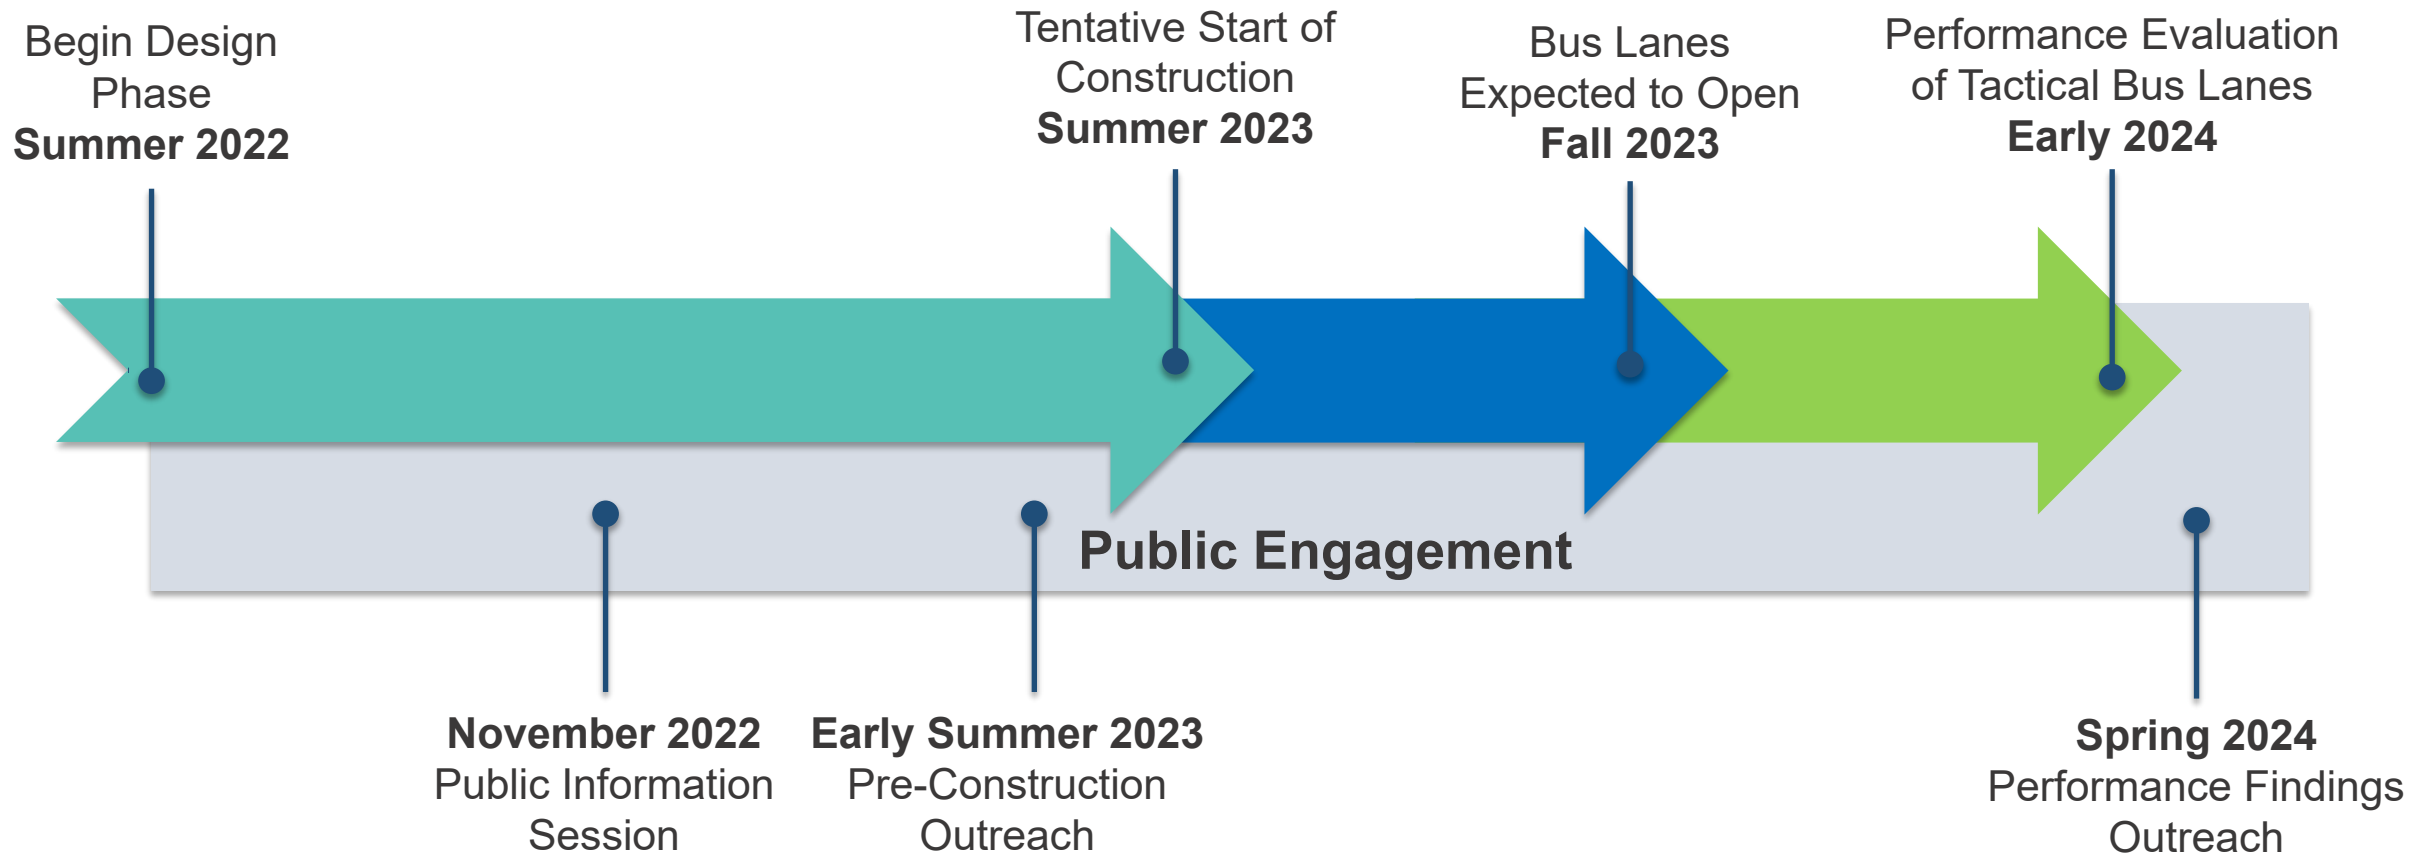 Begin Design
Phase
Summer 2022
Tentative Start of
Construction
Summer 2023
Bus Lanes
Expected to Open
Fall 2023
Performance Evaluation
of Tactical Bus Lanes
Early 2024
Public Engagement
November 2022
Public Information
Session
Early Summer 2023
Pre-Construction
Outreach
Spring 2024
Performance Findings
Outreach